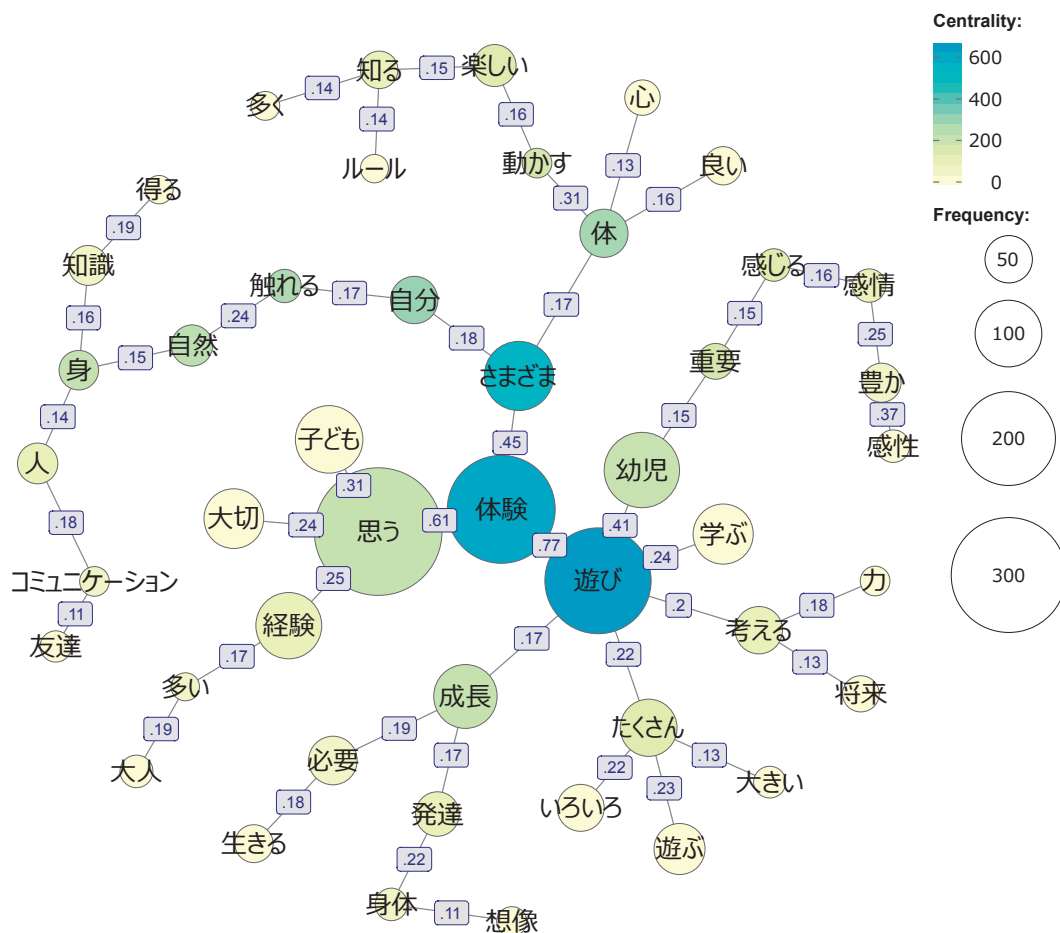 Centrality:
600
400
200
0
Frequency:
50
100
200
300
知る
.15
楽しい
多く
.14
.14
ルール
.16
動かす
.31
心
.13
良い
.16
体
.17
得る
.19
知識
.16
身
.15
自然
.24
触れる
.17
自分
.18
さまざま
.45
感じる
.16
感情
.15
.25
重要
豊か
.37
感性
.15
.14
人
.18
コミュニケーション
.11
友達
子ども
.31
大切
.24
思う
.61
体験
.77
遊び
幼児
.41
学ぶ
.24
.2
考える
.18
力
.13
将来
.25
経験
.17
多い
.19
大人
.17
成長
.19
必要
.18
生きる
.17
発達
.22
身体
.11
想像
.22
たくさん
.22
いろいろ
.23
遊ぶ
.13
大きい